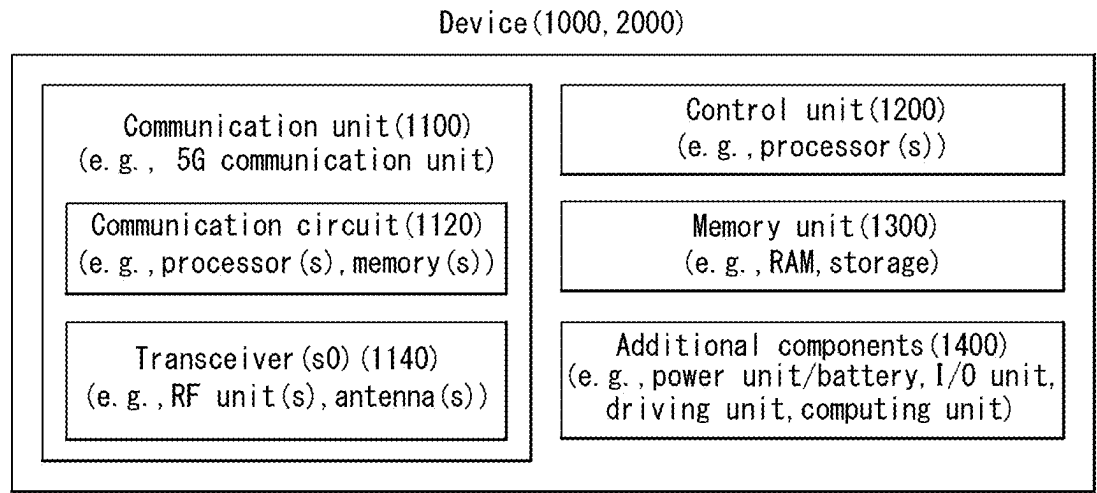 Device(1000,2000)
Communication unit(1100)
(e.g., 5G communication unit)
Communication circuit(1120)
(e.g.,processor(s),memory(s))
Transceiver(s0)(1140)
(e.g.,RF unit(s),antenna(s))
Control unit(1200)
(e.g.,processor(s))
Memory unit(1300)
(e.g.,RAM,storage)
Additional components(1400)
(e.g.,power unit/battery,I/O unit,
driving unit,computing unit)